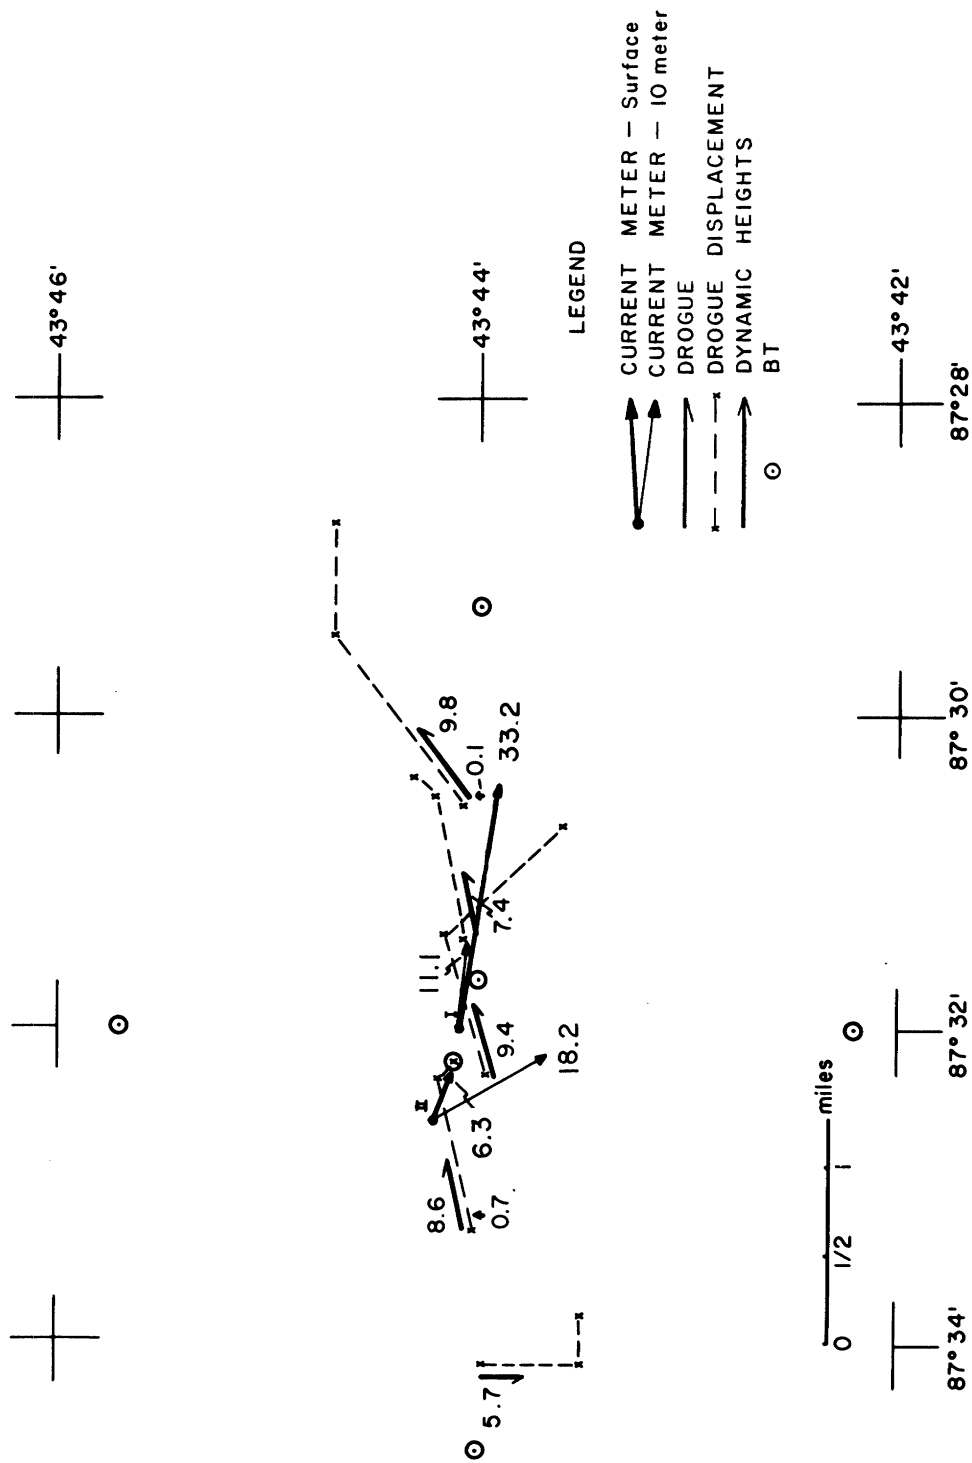 43° 46'
43° 44'
43° 42'
87° 34'
87° 32'
87° 30'
87° 28'
LEGEND
CURRENT METER – Surface
CURRENT METER – 10 meter
DROGUE
DROGUE DISPLACEMENT
DYNAMIC HEIGHTS
BT
5.7
8.6
0.7
6.3
II
18.2
9.4
I
11.1
7.4
33.2
0.1
9.8
0
1/2
1
miles